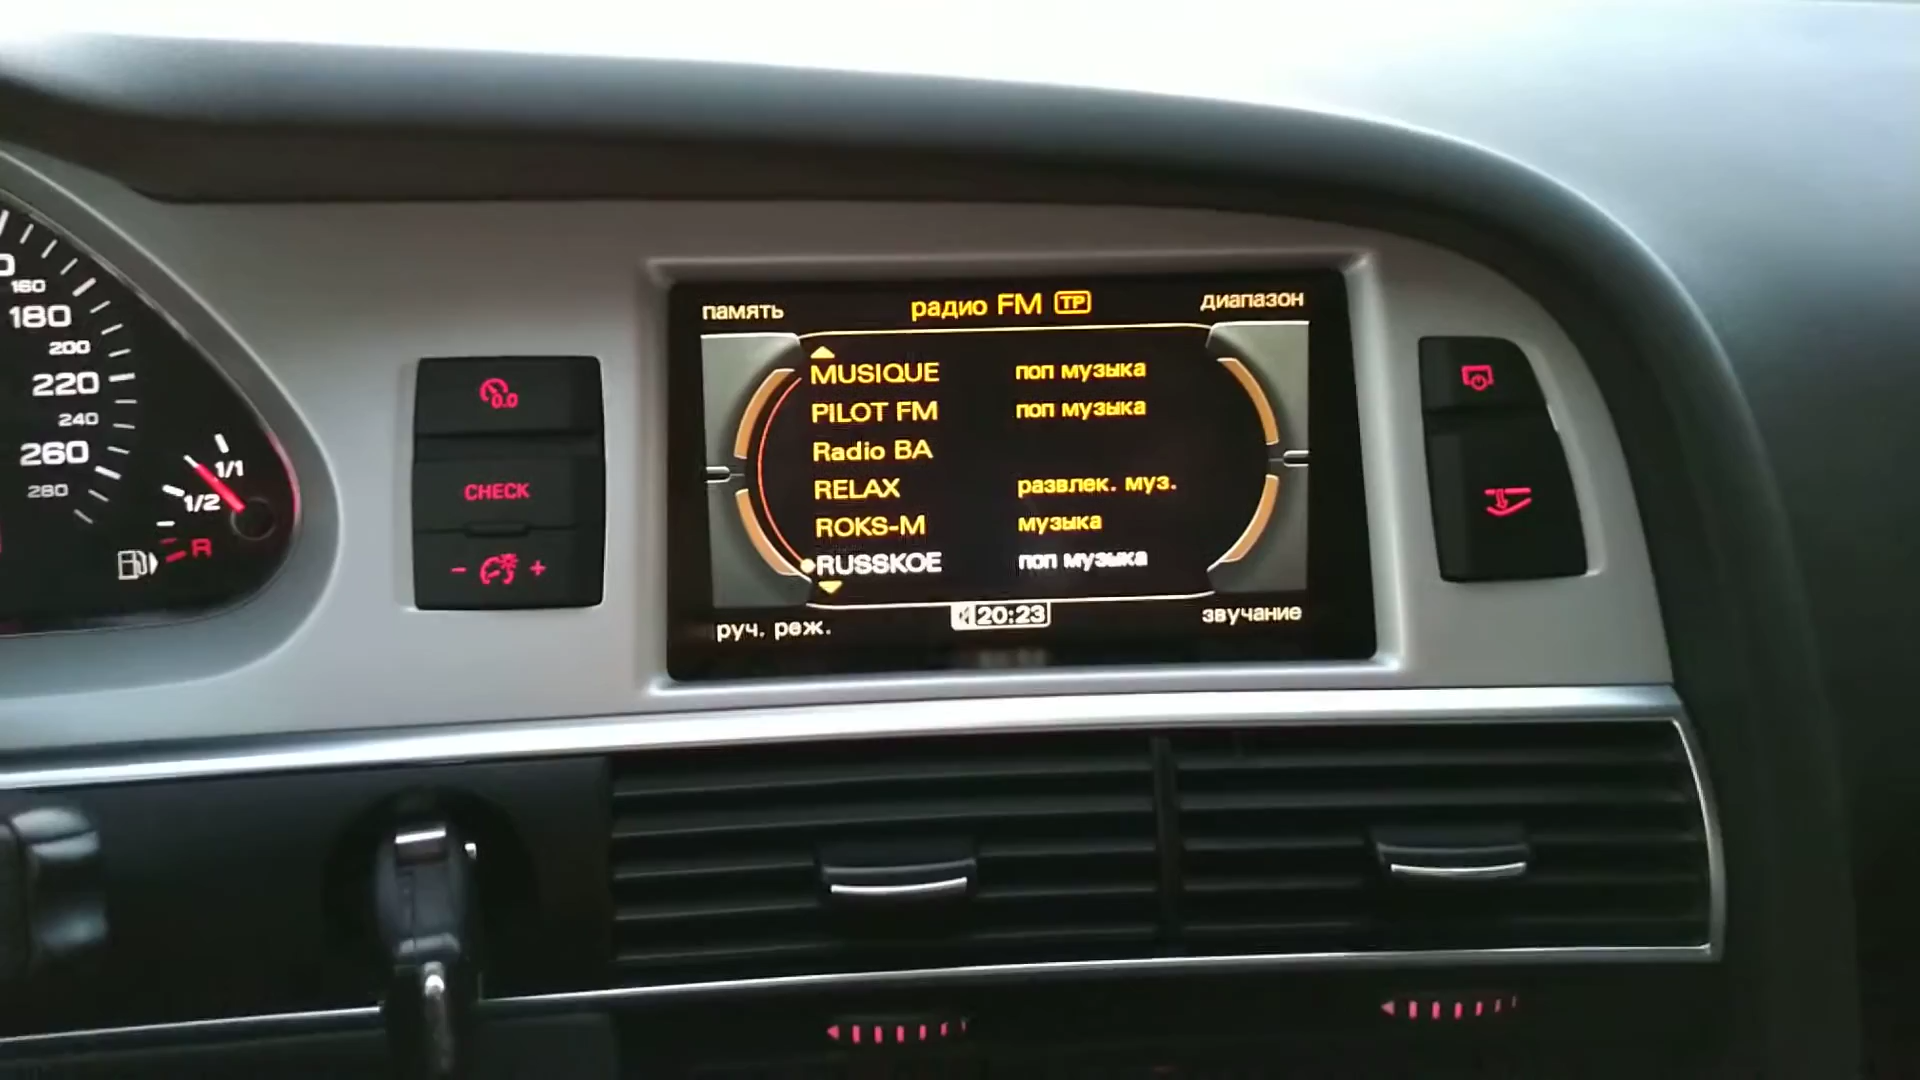 160
180
200
220
240
260
280
1/1
1/2
R
0.0
CHECK
- +
память
радио FM TP
диапазон
MUSIQUE поп музыка
PILOT FM поп музыка
Radio BA
RELAX развлек. муз.
ROKS-M музыка
RUSSKOE поп музыка
руч. реж.
20:23
звучание